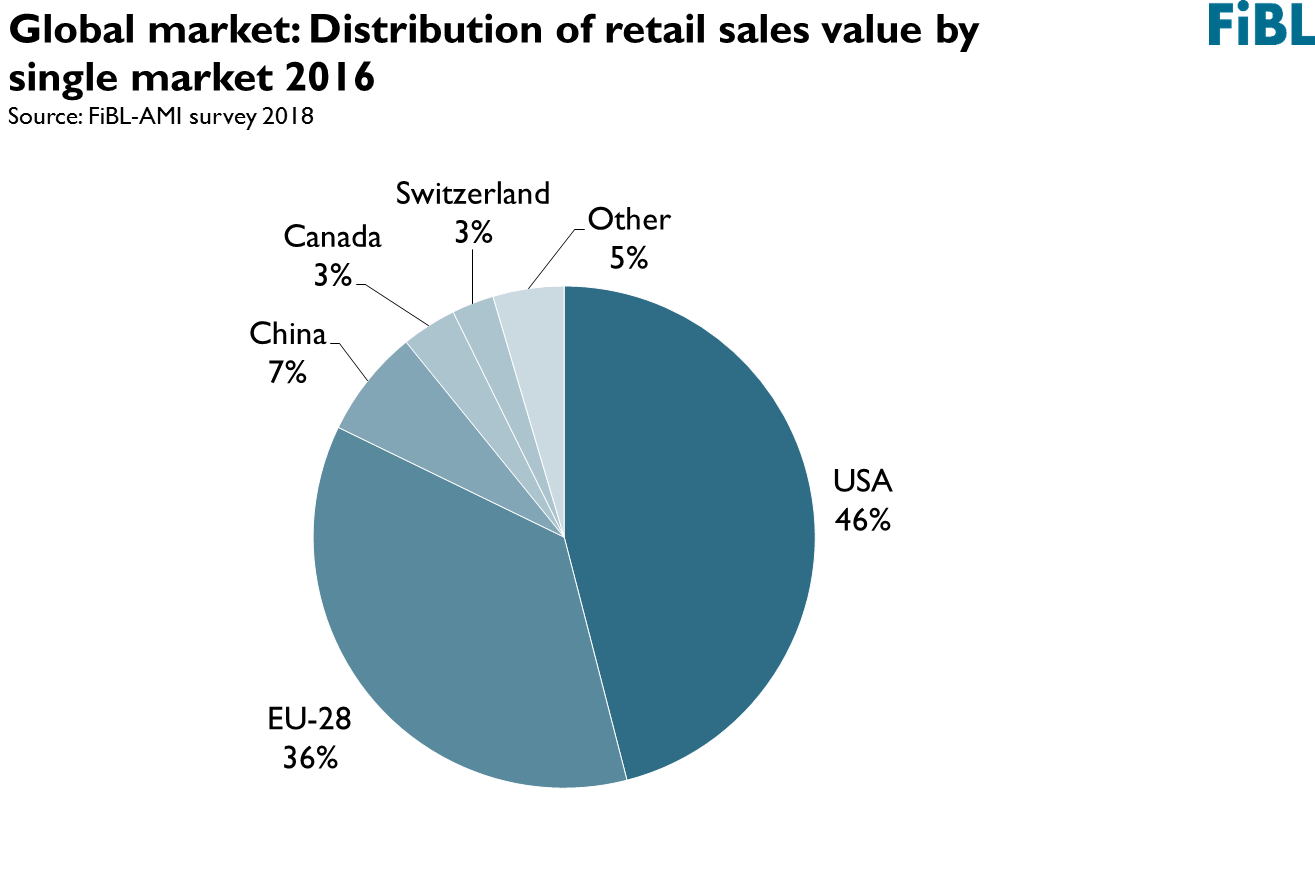 Global market: Distribution of retail sales value by
single market 2016
Source: FiBL-AMI survey 2018
FiBL
Switzerland
3%
Other
5%
Canada
3%
China
7%
USA
46%
EU-28
36%